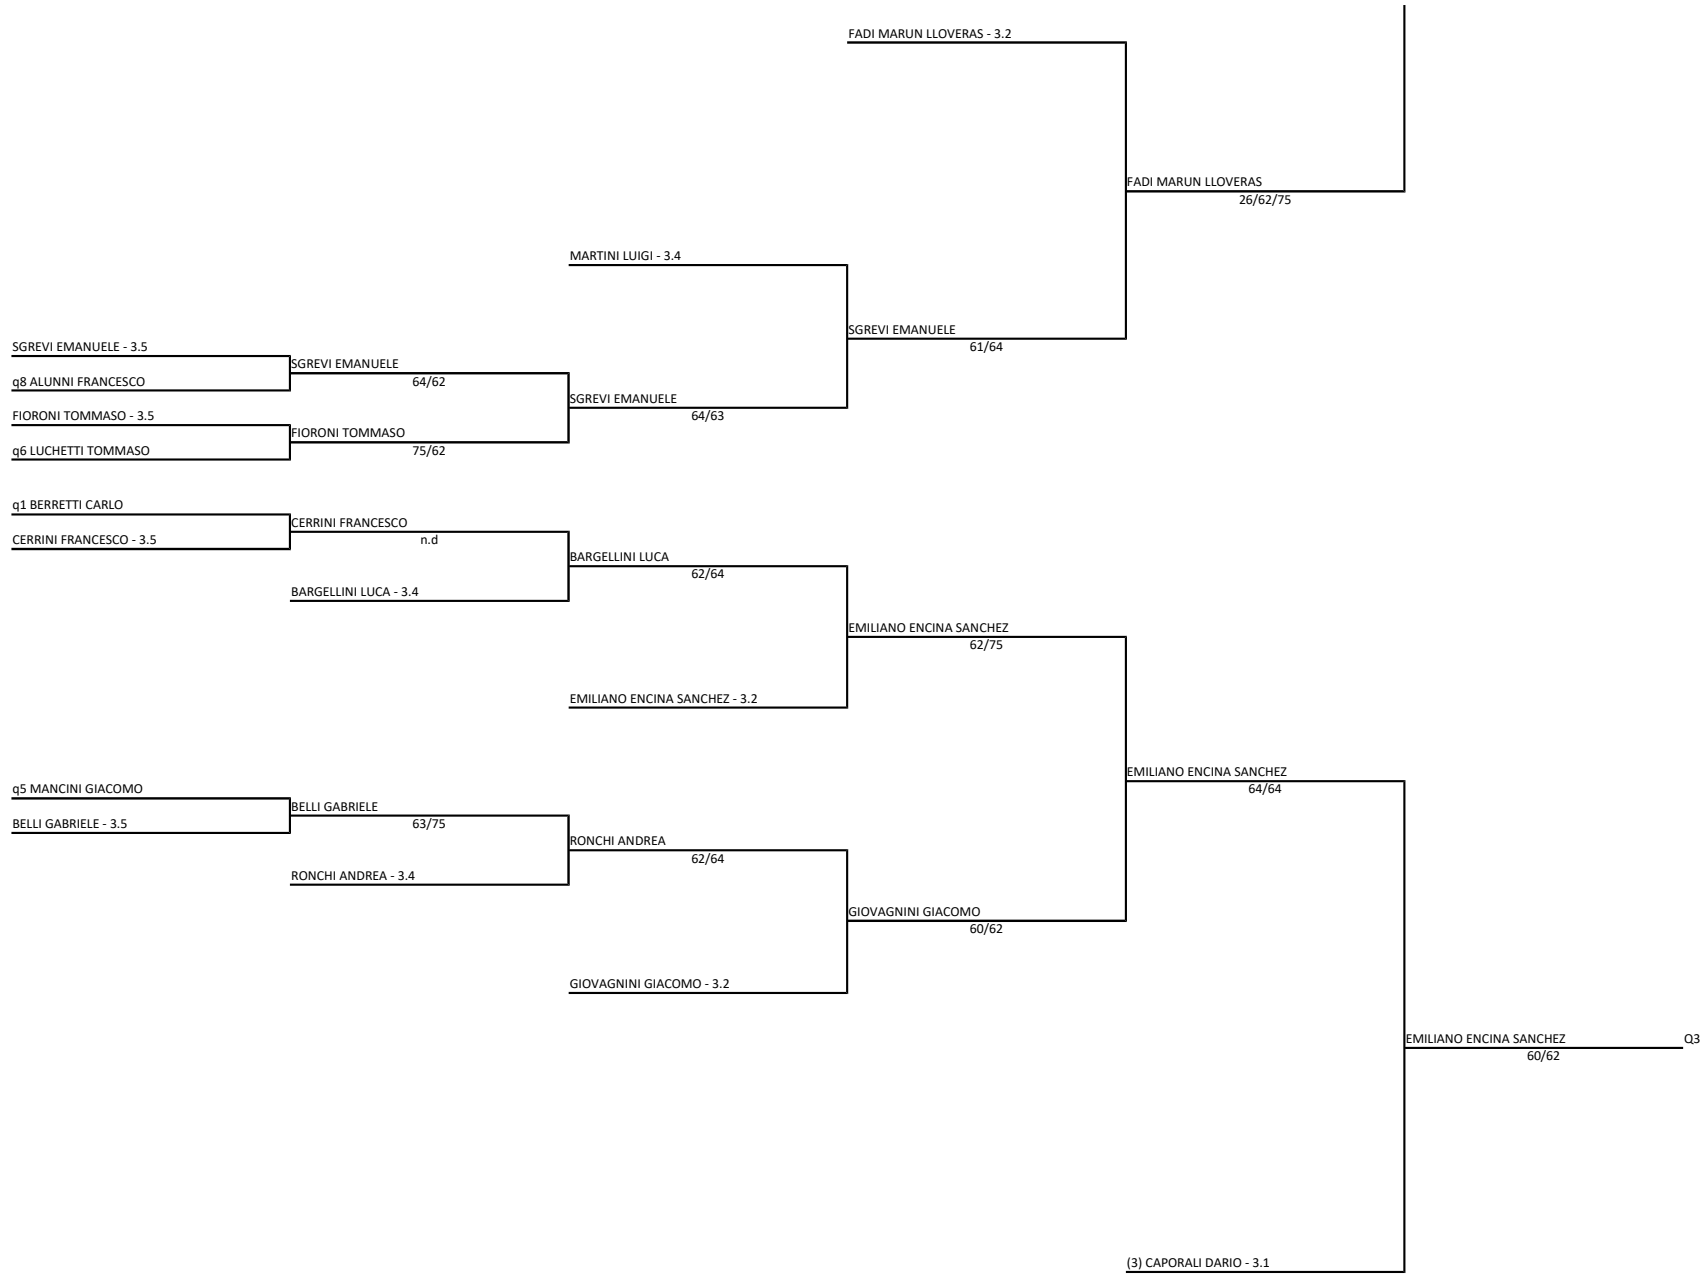 FADI MARUN LLOVERAS - 3.2
FADI MARUN LLOVERAS
26/62/75
MARTINI LUIGI - 3.4
SGREVI EMANUELE
61/64
SGREVI EMANUELE - 3.5
SGREVI EMANUELE
64/62
q8 ALUNNI FRANCESCO
SGREVI EMANUELE
64/63
FIORONI TOMMASO - 3.5
FIORONI TOMMASO
75/62
q6 LUCHETTI TOMMASO
q1 BERRETTI CARLO
CERRINI FRANCESCO
n.d
CERRINI FRANCESCO - 3.5
BARGELLINI LUCA
62/64
BARGELLINI LUCA - 3.4
EMILIANO ENCINA SANCHEZ
62/75
EMILIANO ENCINA SANCHEZ - 3.2
EMILIANO ENCINA SANCHEZ
64/64
q5 MANCINI GIACOMO
BELLI GABRIELE
63/75
BELLI GABRIELE - 3.5
RONCHI ANDREA
62/64
RONCHI ANDREA - 3.4
GIOVAGNINI GIACOMO
60/62
GIOVAGNINI GIACOMO - 3.2
EMILIANO ENCINA SANCHEZ
Q3
60/62
(3) CAPORALI DARIO - 3.1